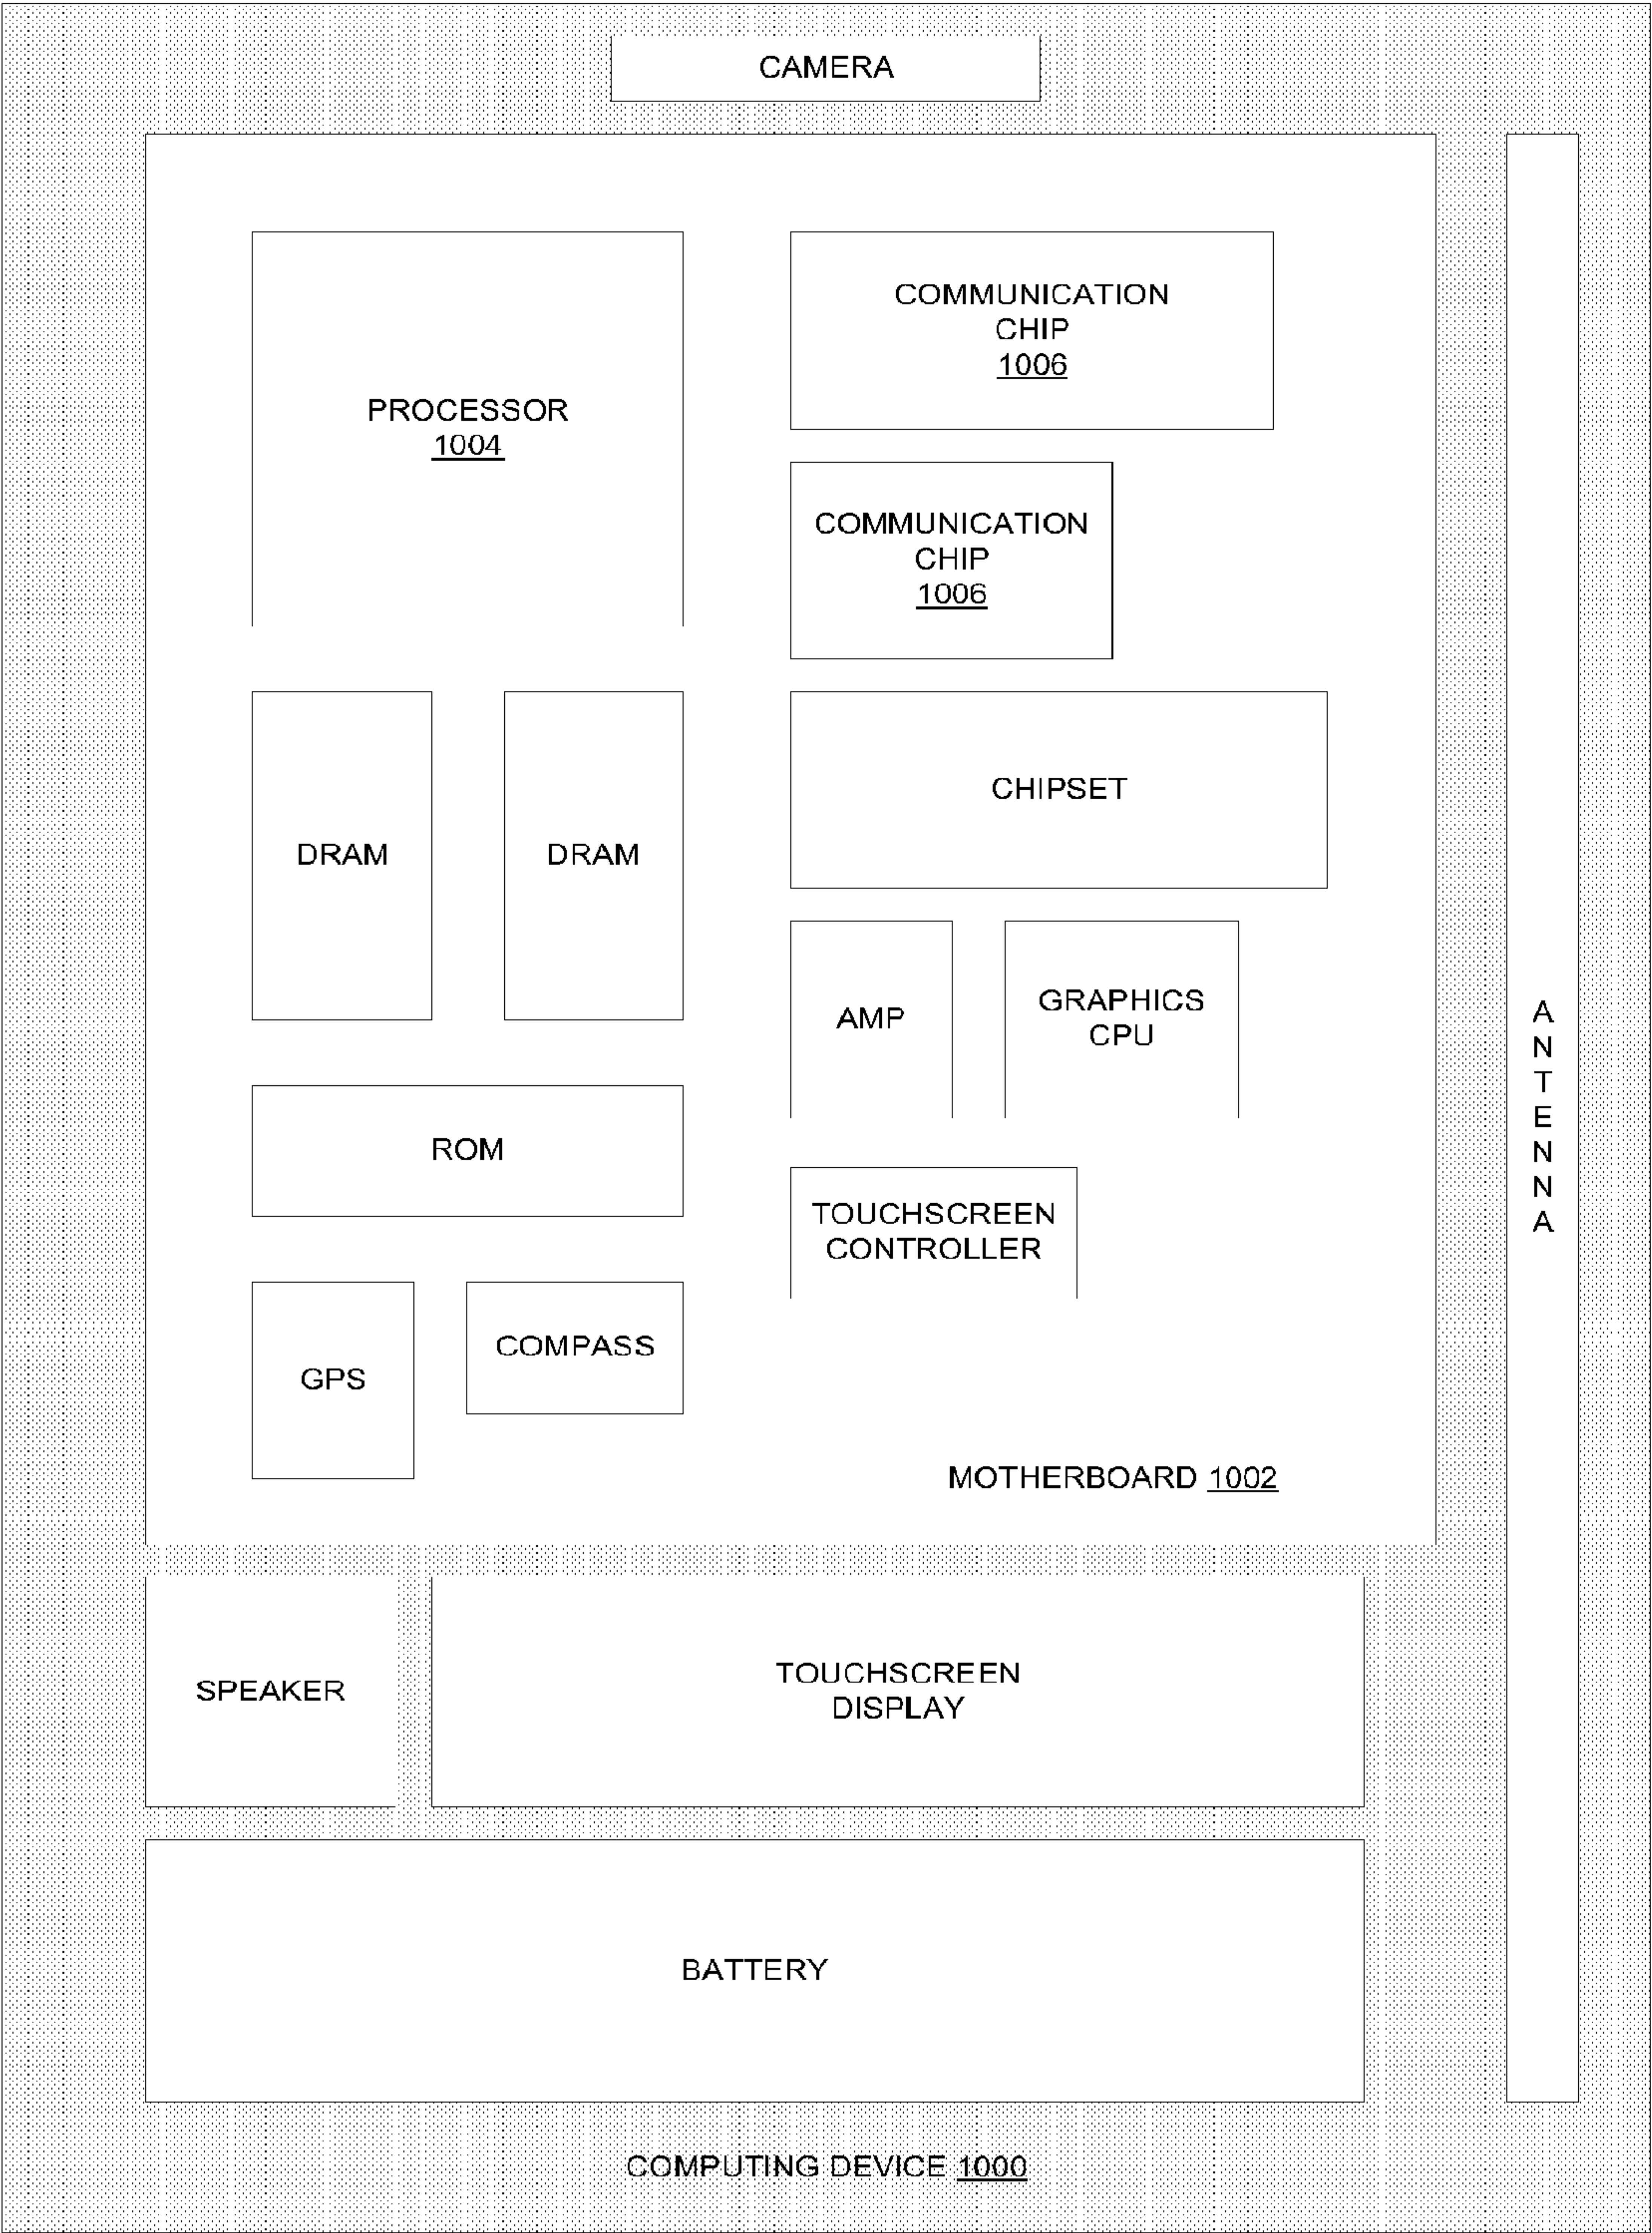 CAMERA
PROCESSOR
1004
COMMUNICATION
CHIP
1006
COMMUNICATION
CHIP
1006
DRAM
DRAM
CHIPSET
AMP
GRAPHICS
CPU
ROM
TOUCHSCREEN
CONTROLLER
GPS
COMPASS
MOTHERBOARD 1002
ANTENNA
SPEAKER
TOUCHSCREEN
DISPLAY
BATTERY
COMPUTING DEVICE 1000